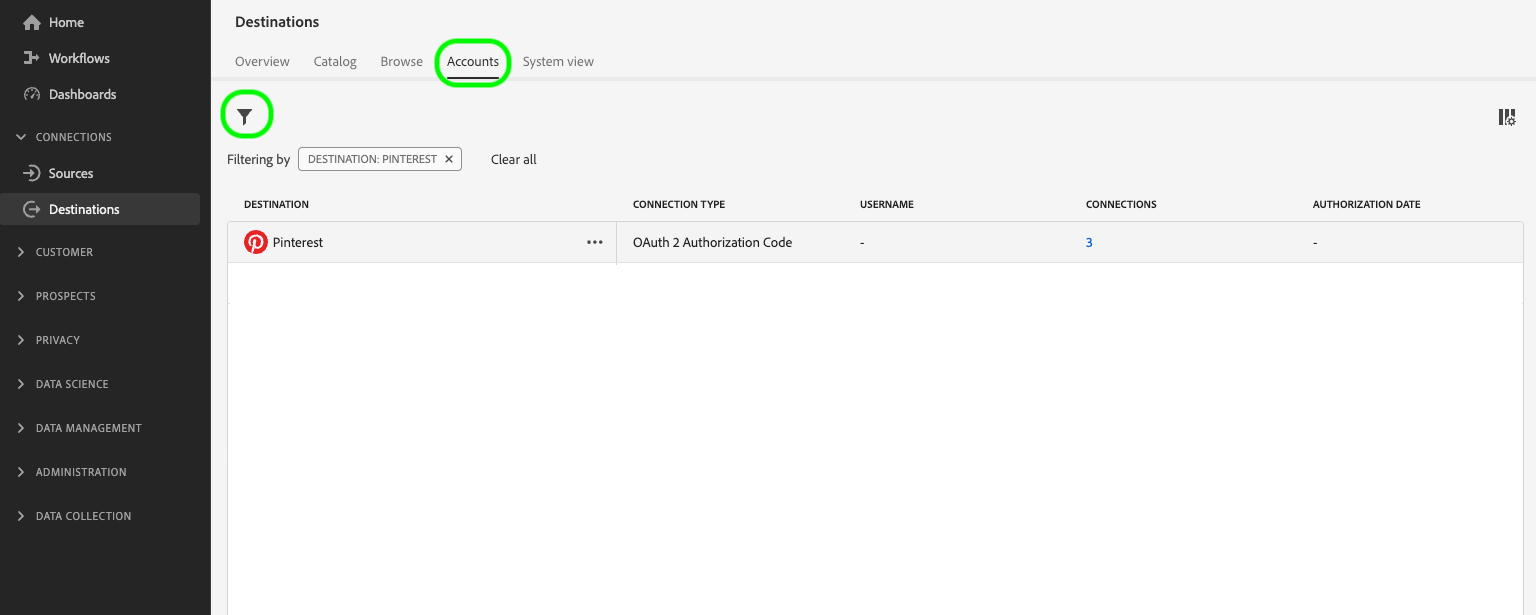 Home
Workflows
Dashboards
CONNECTIONS
Sources
Destinations
CUSTOMER
PROSPECTS
PRIVACY
DATA SCIENCE
DATA MANAGEMENT
ADMINISTRATION
DATA COLLECTION
Destinations
Overview Catalog Browse Accounts System view
Filtering by DESTINATION: PINTEREST Clear all
DESTINATION CONNECTION TYPE USERNAME CONNECTIONS AUTHORIZATION DATE
Pinterest OAuth 2 Authorization Code - 3 -